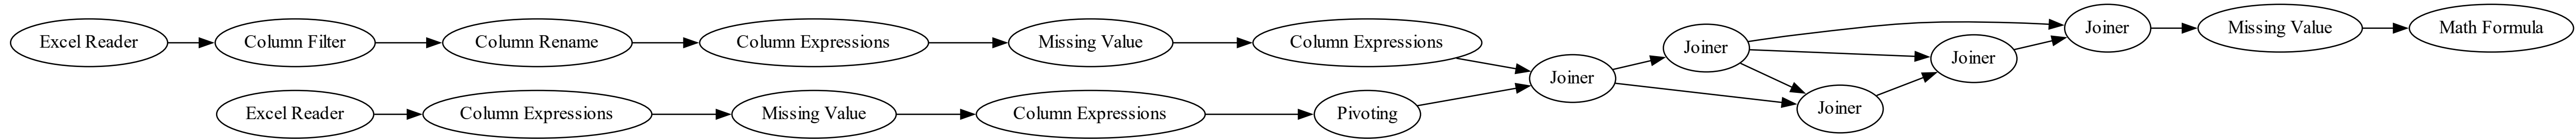 Excel Reader
Column Filter
Column Rename
Column Expressions
Missing Value
Column Expressions
Excel Reader
Column Expressions
Missing Value
Column Expressions
Pivoting
Joiner
Joiner
Joiner
Joiner
Joiner
Missing Value
Math Formula